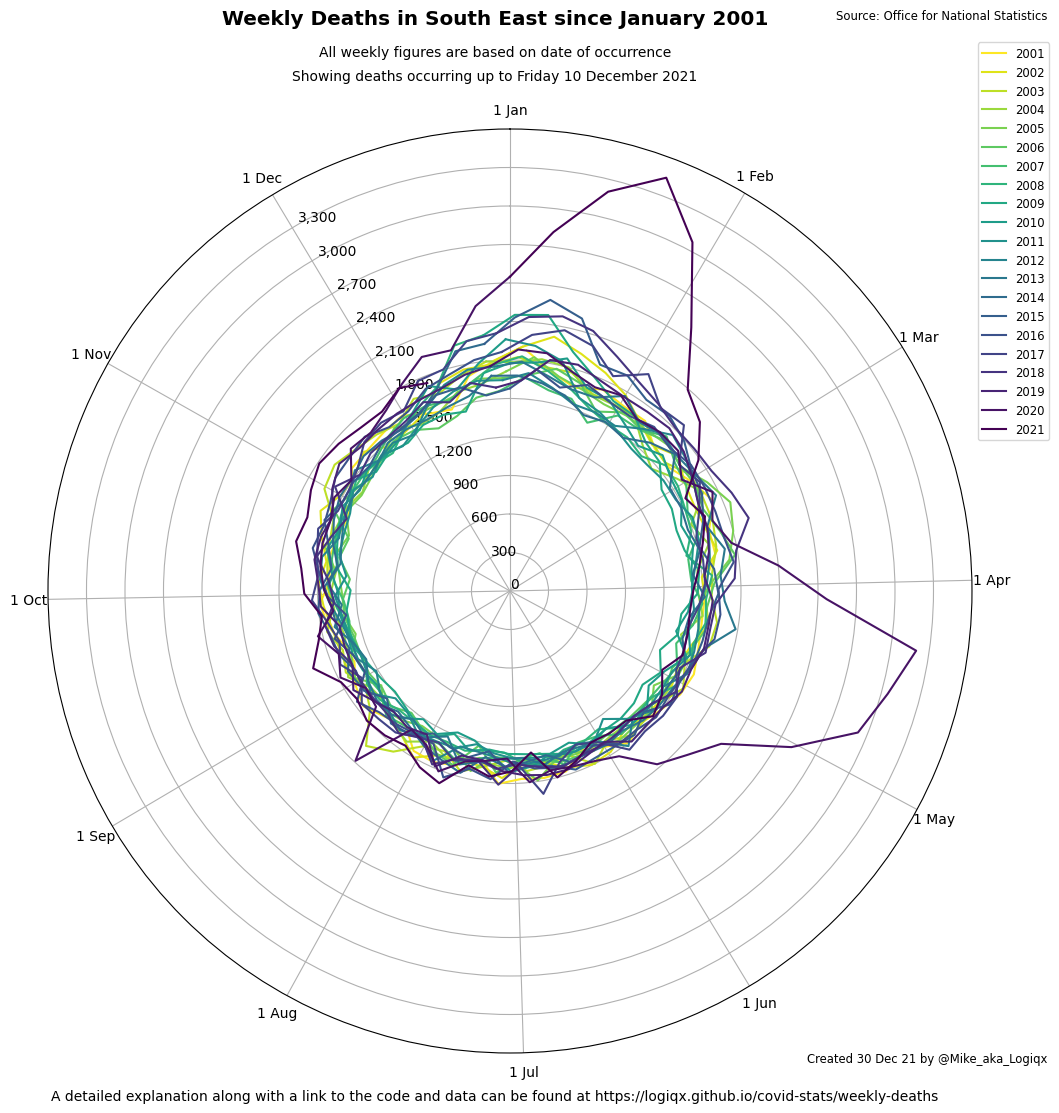 Weekly Deaths in South East since January 2001
Source: Office for National Statistics
All weekly figures are based on date of occurrence
Showing deaths occurring up to Friday 10 December 2021
2001
2002
2003
2004
2005
2006
2007
2008
2009
2010
2011
2012
2013
2014
2015
2016
2017
2018
2019
2020
2021
1 Jan
1 Feb
1 Mar
1 Apr
1 May
1 Jun
1 Jul
1 Aug
1 Sep
1 Oct
1 Nov
1 Dec
3,300
3,000
2,700
2,400
2,100
1,800
1,500
1,200
900
600
300
0
Created 30 Dec 21 by @Mike_aka_Logiqx
A detailed explanation along with a link to the code and data can be found at https://logiqx.github.io/covid-stats/weekly-deaths